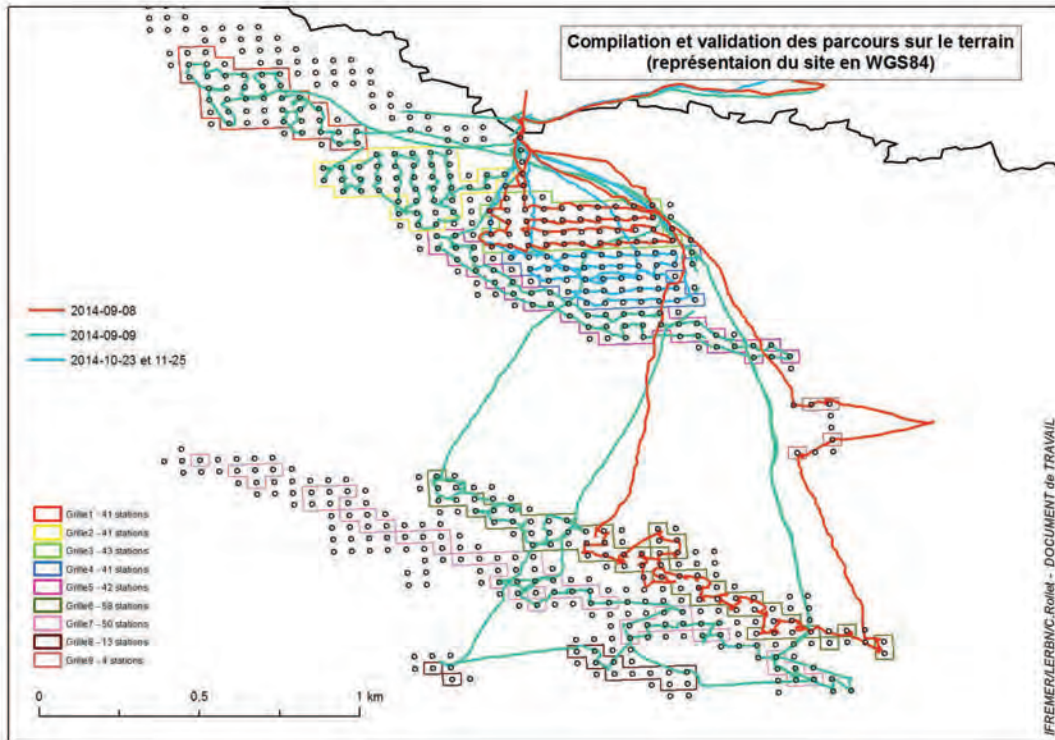 Compilation et validation des parcours sur le terrain
(représentaion du site en WGS84)
2014-09-08
2014-09-09
2014-10-23 et 11-25
Grille1 - 41 stations
Grille2 - 41 stations
Grille3 - 43 stations
Grille4 - 41 stations
Grille5 - 42 stations
Grille6 - 58 stations
Grille7 - 50 stations
Grille8 - 13 stations
Grille9 - 4 stations
0 0,5 1 km
IFREMER/LERBN/C.Rollet - DOCUMENT de TRAVAIL